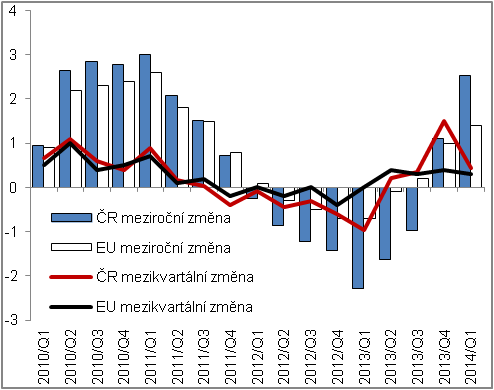 4
3
2
1
0
-1
-2
-3
ČR meziroční změna
EU meziroční změna
ČR mezikvartální změna
EU mezikvartální změna
2010/Q1
2010/Q2
2010/Q3
2010/Q4
2011/Q1
2011/Q2
2011/Q3
2011/Q4
2012/Q1
2012/Q2
2012/Q3
2012/Q4
2013/Q1
2013/Q2
2013/Q3
2013/Q4
2014/Q1